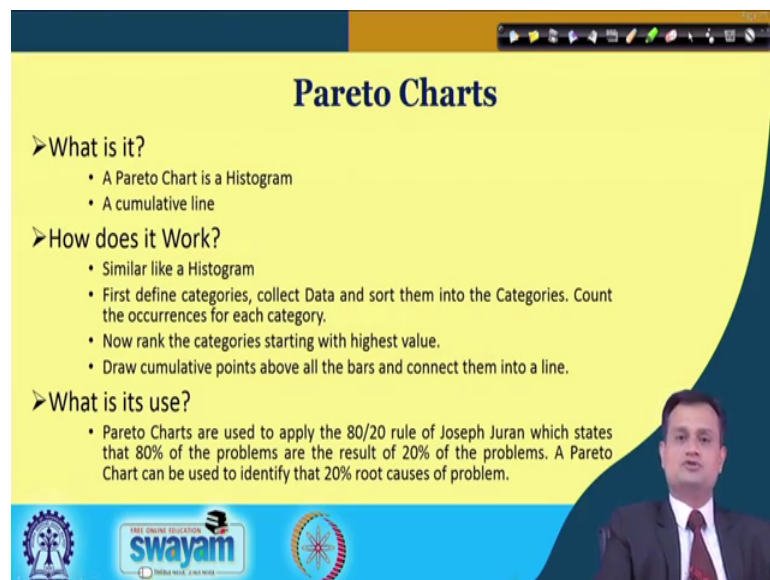 Pareto Charts
➤What is it?
• A Pareto Chart is a Histogram
• A cumulative line
➤How does it Work?
• Similar like a Histogram
• First define categories, collect Data and sort them into the Categories. Count
the occurrences for each category.
• Now rank the categories starting with highest value.
• Draw cumulative points above all the bars and connect them into a line.
➤What is its use?
• Pareto Charts are used to apply the 80/20 rule of Joseph Juran which states
that 80% of the problems are the result of 20% of the problems. A Pareto
Chart can be used to identify that 20% root causes of problem.
FREE ONLINE EDUCATION
swayam